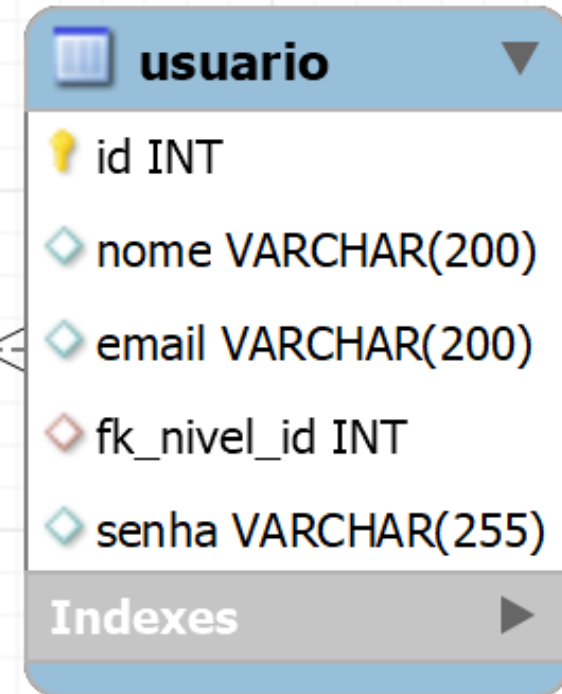 usuario
id INT
nome VARCHAR(200)
email VARCHAR(200)
fk_nivel_id INT
senha VARCHAR(255)
Indexes